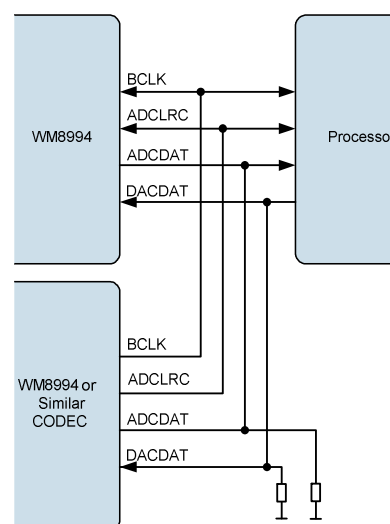 BCLK
ADCLRC
WM8994
Processo
ADCDAT
DACDAT
BCLK
WM8994 or
Similar
CODEC
ADCLRC
ADCDAT
DACDAT